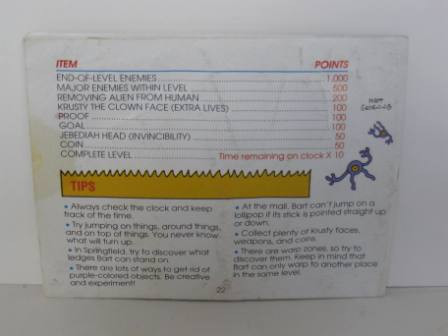 ITEM POINTS
END-OF-LEVEL ENEMIES 1,000
MAJOR ENEMIES WITHIN LEVEL 500
REMOVING ALIEN FROM HUMAN 200
KRUSTY THE CLOWN FACE (EXTRA LIVES) 100
PROOF 100
GOAL 100
JEBEDIAH HEAD (INVINCIBILITY) 50
COIN 50
COMPLETE LEVEL Time remaining on clock X 10
MATT
TIPS
• Always check the clock and keep
track of the time.
• Try jumping on things, around things,
and on top of things. You never know
what will turn up.
• In Springfield, try to discover what
ledges Bart can stand on.
• There are lots of ways to get rid of
purple-colored objects. Be creative
and experiment!
• At the mall, Bart can't jump on a
lollipop if its stick is pointed straight up
or down.
• Collect plenty of Krusty faces,
weapons, and coins.
• There are warp zones, so try to
discover them. Keep in mind that
Bart can only warp to another place
in the same level.
22